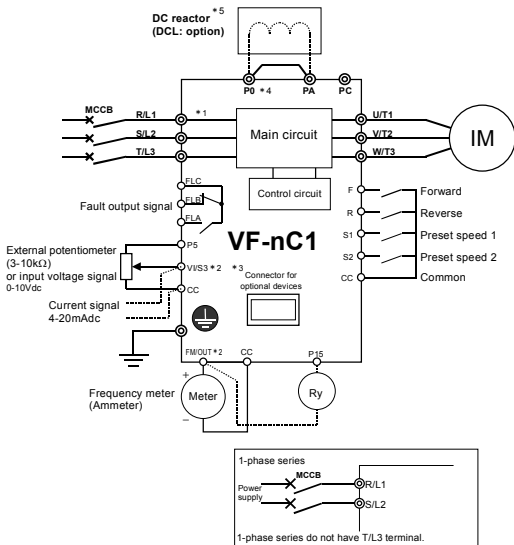 DC reactor *5
(DCL: option)
P0 *4 PA PC
MCCB
R/L1 *1 U/T1
S/L2 V/T2
T/L3 W/T3
Main circuit
IM
Control circuit
FLC
FLB
FLA
Fault output signal
VF-nC1
F Forward
R Reverse
S1 Preset speed 1
S2 Preset speed 2
CC Common
P5
External potentiometer
(3-10kΩ)
or input voltage signal
0-10Vdc
VI/S3 *2 *3
Connector for
optional devices
CC
Current signal
4-20mAdc
FM/OUT *2 CC P15
+
Frequency meter
(Ammeter)
Meter
Ry
−
1-phase series
MCCB
Power
supply
R/L1
S/L2
1-phase series do not have T/L3 terminal.